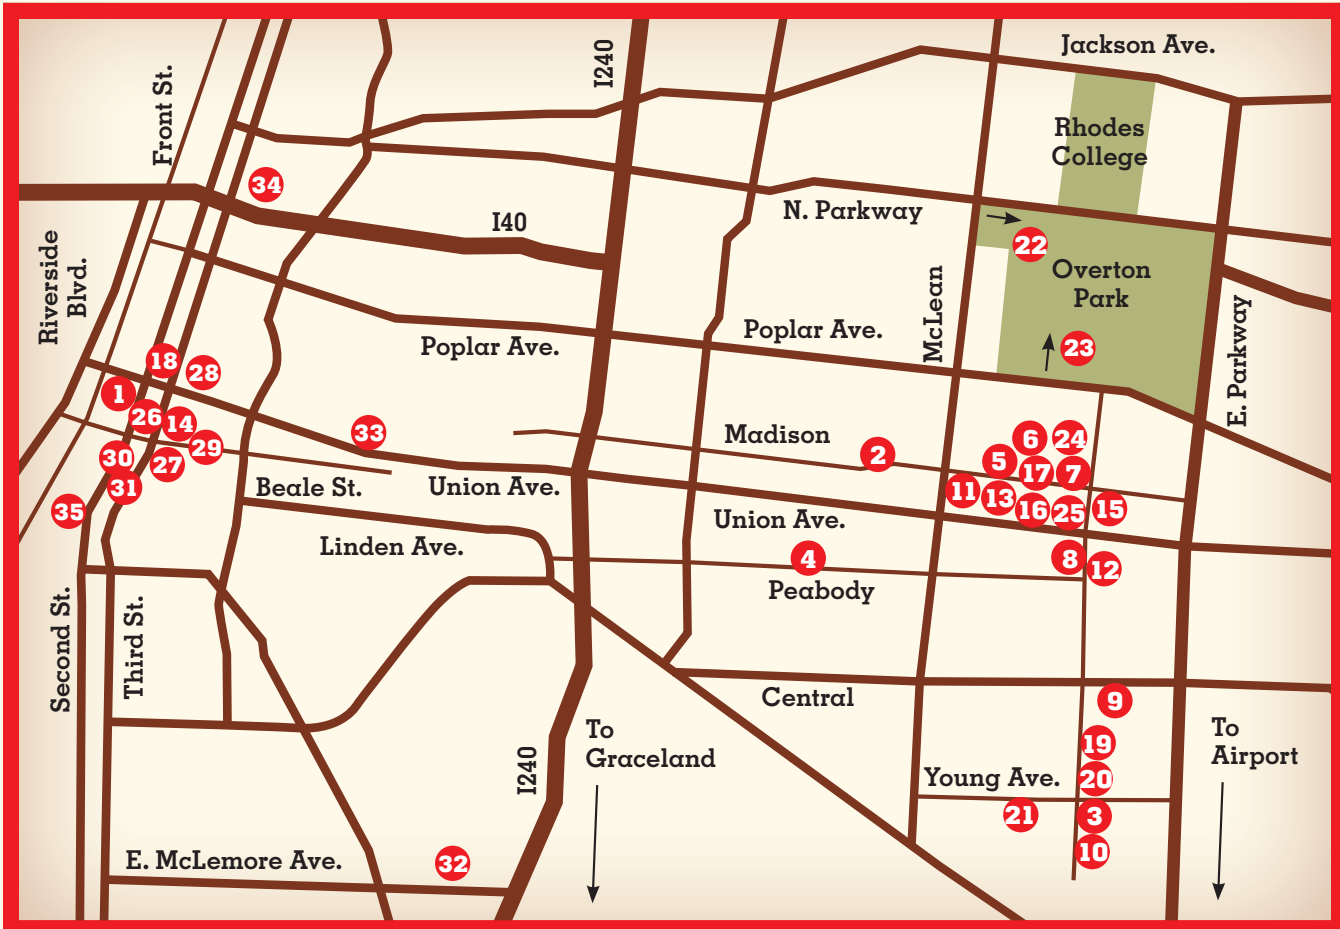 Jackson Ave.
I240
Front St.
Rhodes
College
34
N. Parkway
I40
22
Riverside
Blvd.
Overton
Park
McLean
E. Parkway
Poplar Ave.
Poplar Ave.
23
18
28
1
26
14
33
Madison
6
24
29
30
27
2
5
17
7
31
Beale St.
Union Ave.
11
13
16
25
15
35
Union Ave.
Linden Ave.
4
8
12
Peabody
Second St.
Third St.
Central
9
To
Graceland
19
To
Airport
I240
Young Ave.
20
21
3
10
E. McLemore Ave.
32